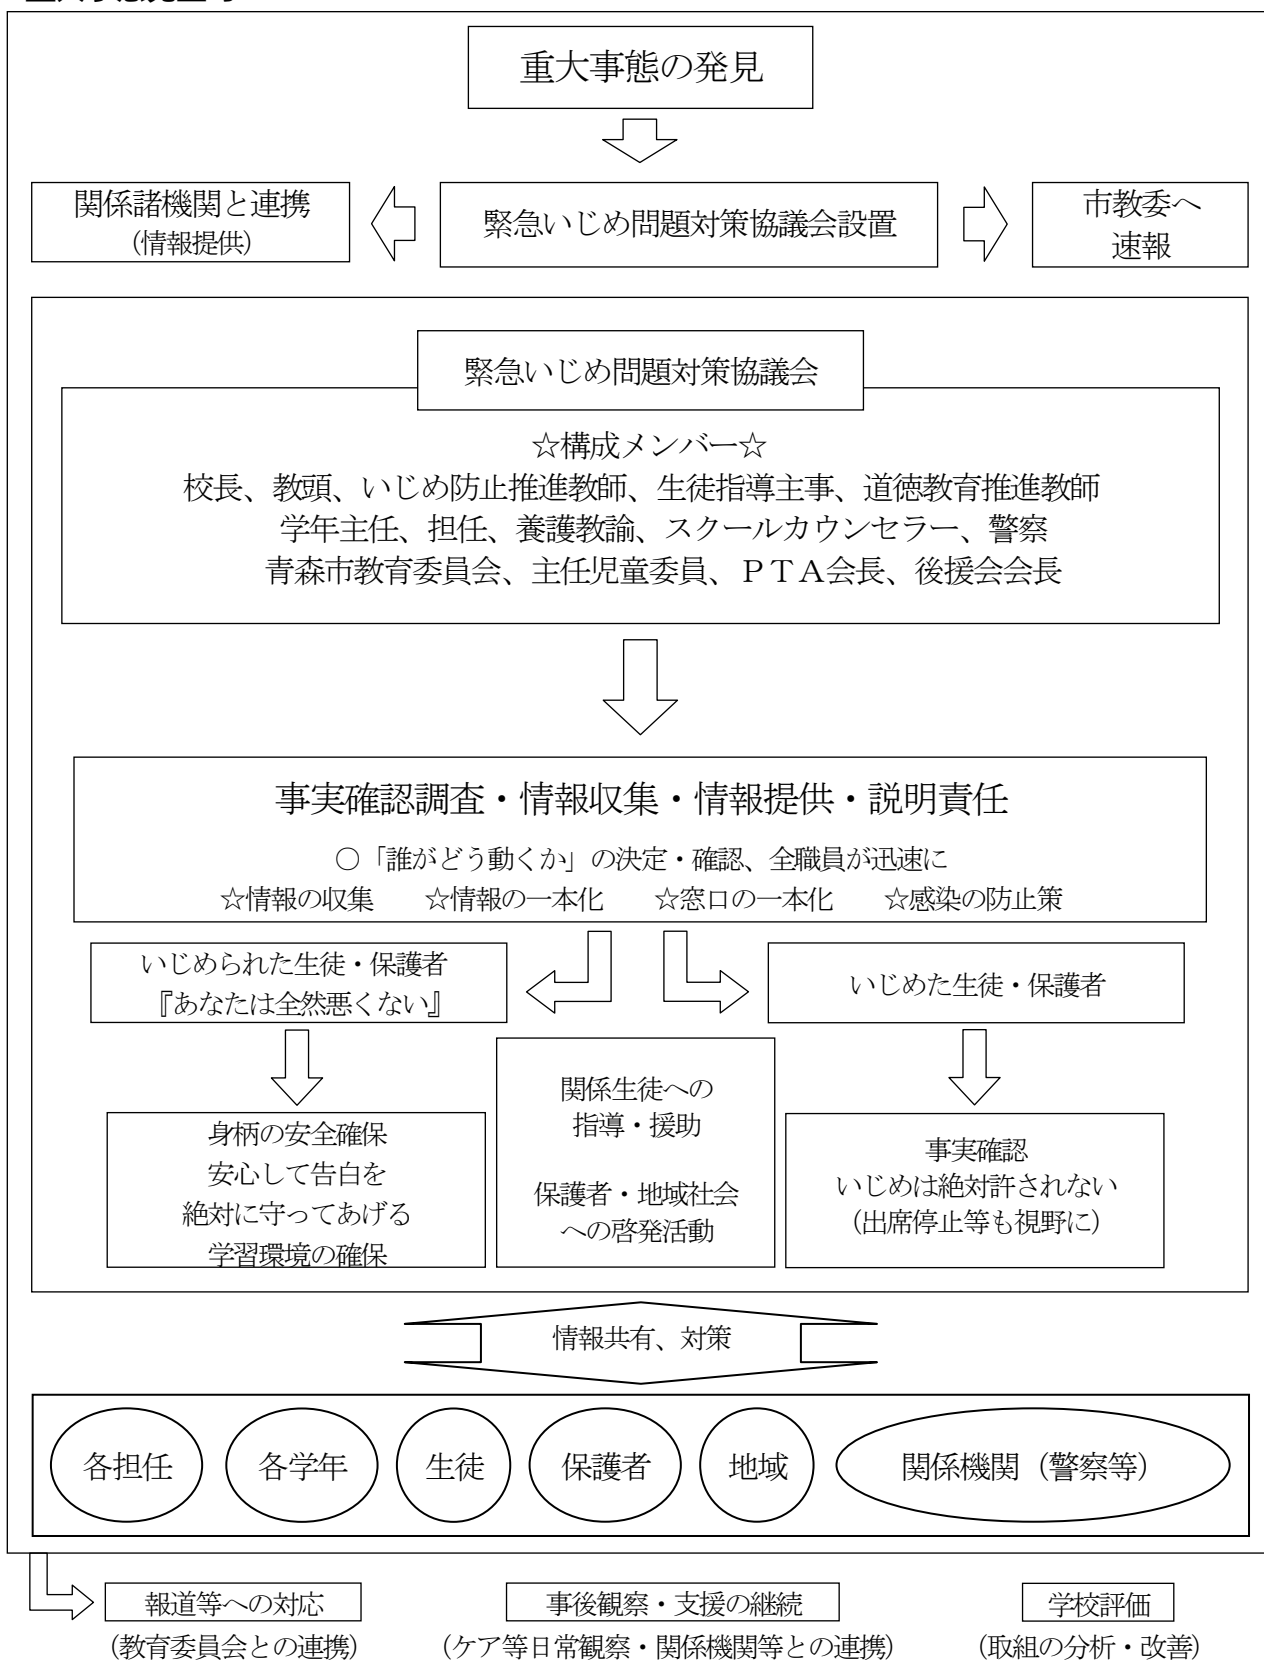 重大事態の発見
関係諸機関と連携
(情報提供)
緊急いじめ問題対策協議会設置
市教委へ
速報
緊急いじめ問題対策協議会
☆構成メンバー☆
校長、教頭、いじめ防止推進教師、生徒指導主事、道徳教育推進教師
学年主任、担任、養護教諭、スクールカウンセラー、警察
青森市教育委員会、主任児童委員、ＰＴＡ会長、後援会会長
事実確認調査・情報収集・情報提供・説明責任
○「誰がどう動くか」の決定・確認、全職員が迅速に
☆情報の収集　☆情報の一本化　☆窓口の一本化　☆感染の防止策
いじめられた生徒・保護者
『あなたは全然悪くない』
いじめた生徒・保護者
身柄の安全確保
安心して告白を
絶対に守ってあげる
学習環境の確保
関係生徒への
指導・援助
保護者・地域社会
への啓発活動
事実確認
いじめは絶対許されない
(出席停止等も視野に)
情報共有、対策
各担任　各学年　生徒　保護者　地域　関係機関（警察等）
報道等への対応
(教育委員会との連携)
事後観察・支援の継続
(ケア等日常観察・関係機関等との連携)
学校評価
(取組の分析・改善)